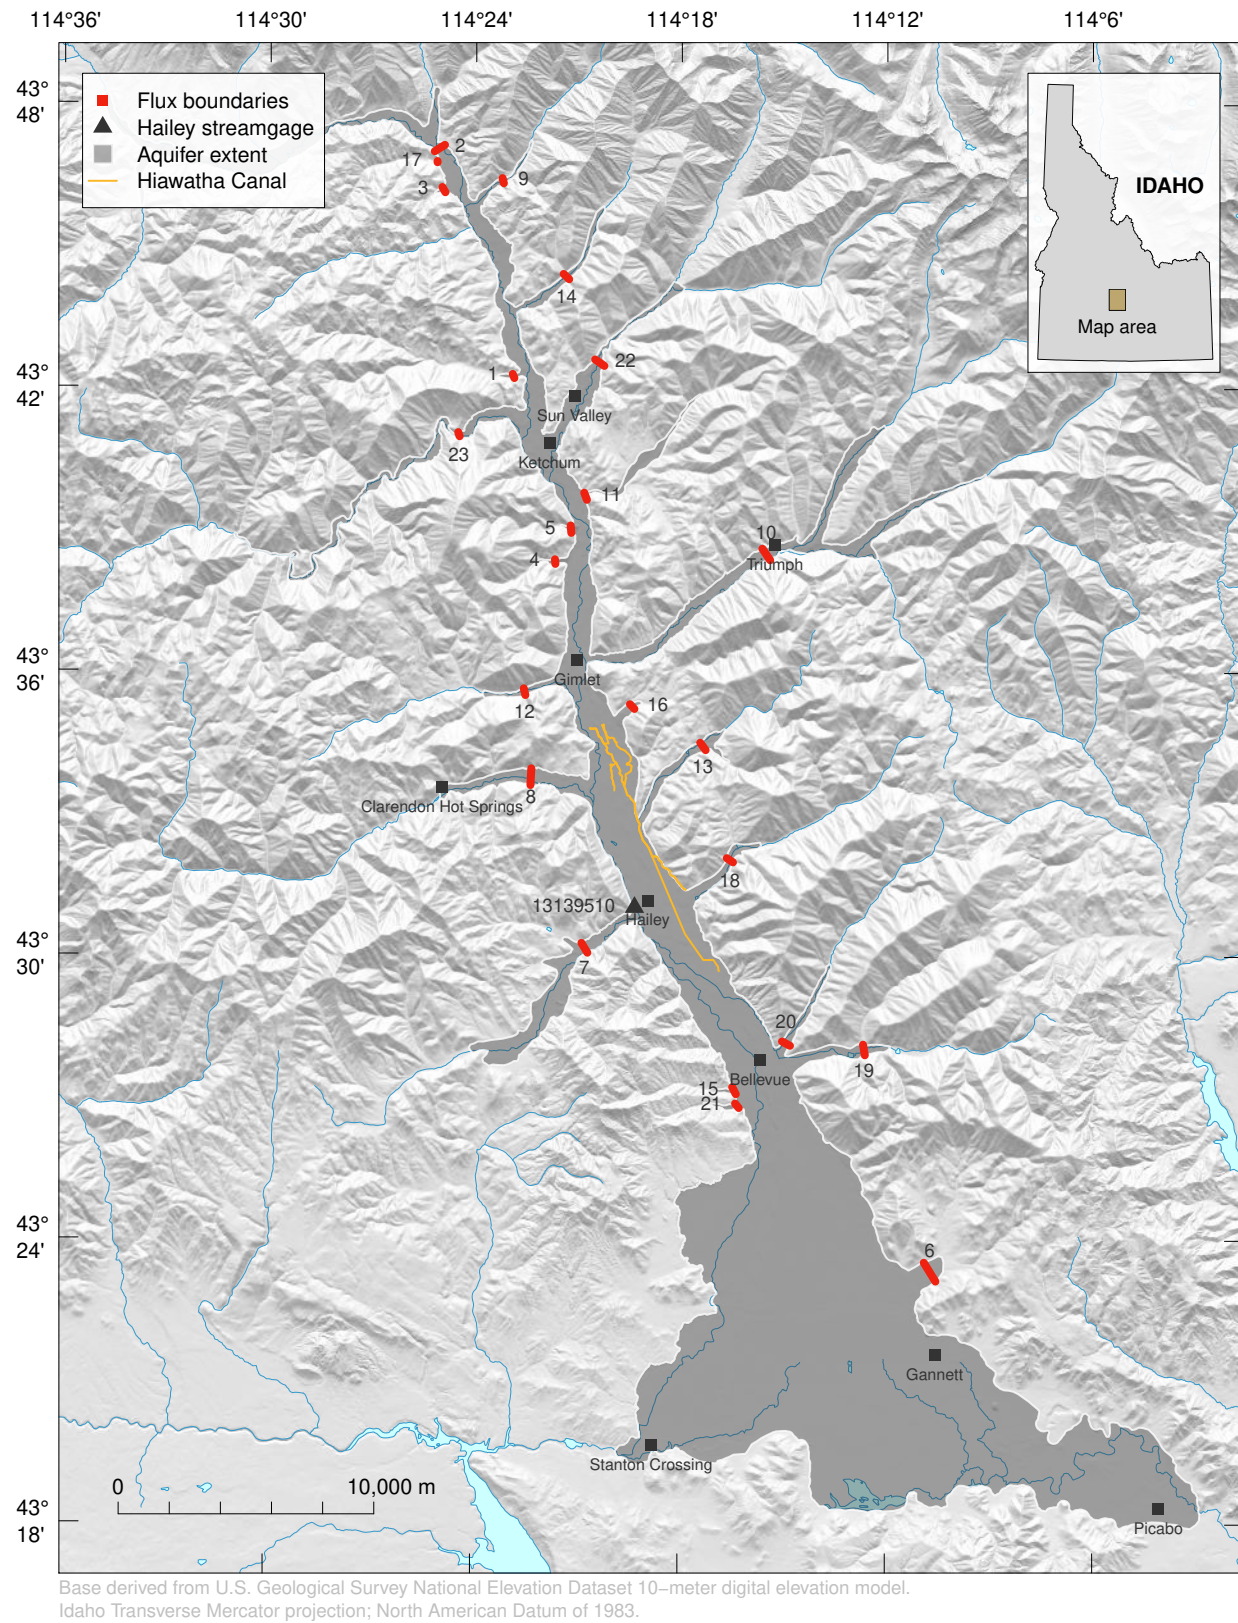 114°36'
114°30'
114°24'
114°18'
114°12'
114°6'
43°
48'
Flux boundaries
Hailey streamgage
Aquifer extent
Hiawatha Canal
IDAHO
Map area
2
17
3
9
14
22
1
43°
42'
Sun Valley
23
Ketchum
11
5
4
10
Triumph
43°
36'
Gimlet
12
16
13
Clarendon Hot Springs
8
18
13139510
Hailey
43°
30'
7
20
19
Bellevue
15
21
43°
24'
6
Gannett
Stanton Crossing
0
10,000 m
43°
18'
Picabo
Base derived from U.S. Geological Survey National Elevation Dataset 10−meter digital elevation model.
Idaho Transverse Mercator projection; North American Datum of 1983.